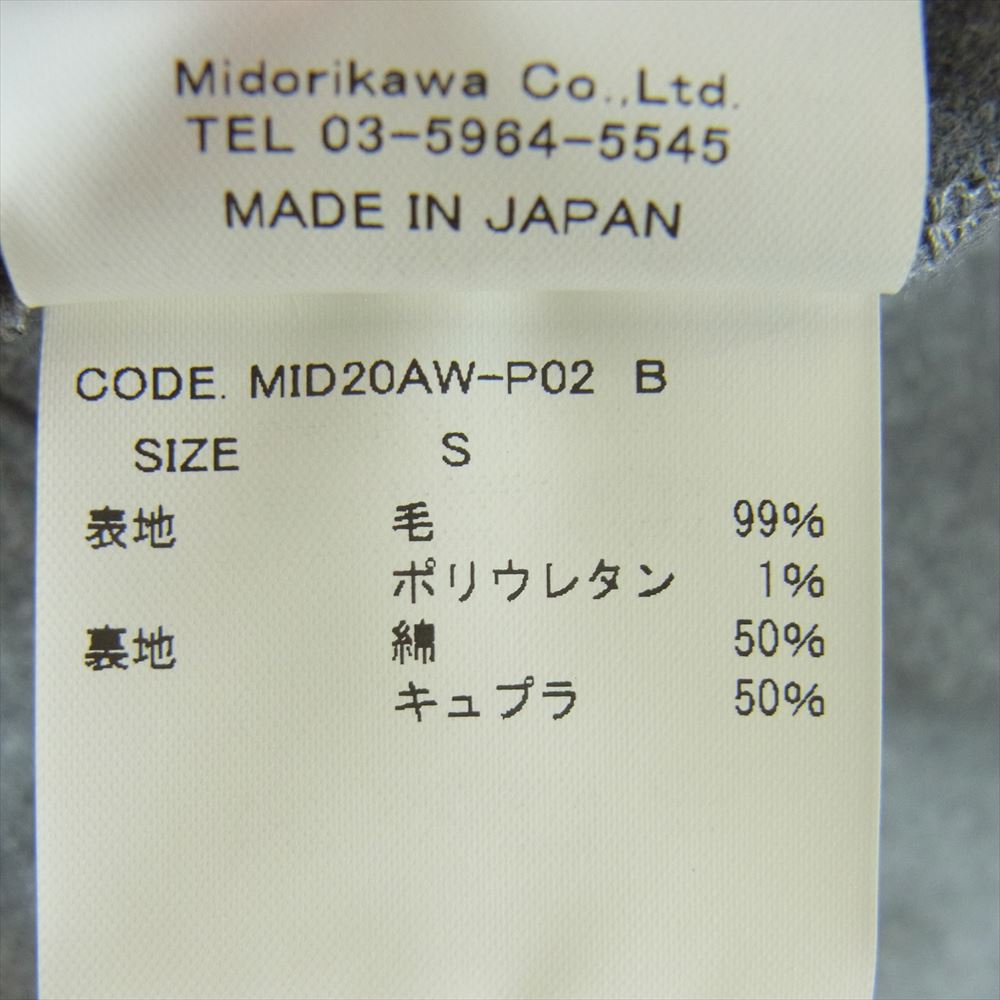 Midorikawa Co.,Ltd.
TEL 03-5964-5545
MADE IN JAPAN
CODE. MID20AW-P02 B
SIZE S
表地 毛 99%
ポリウレタン 1%
裏地 綿 50%
キュプラ 50%